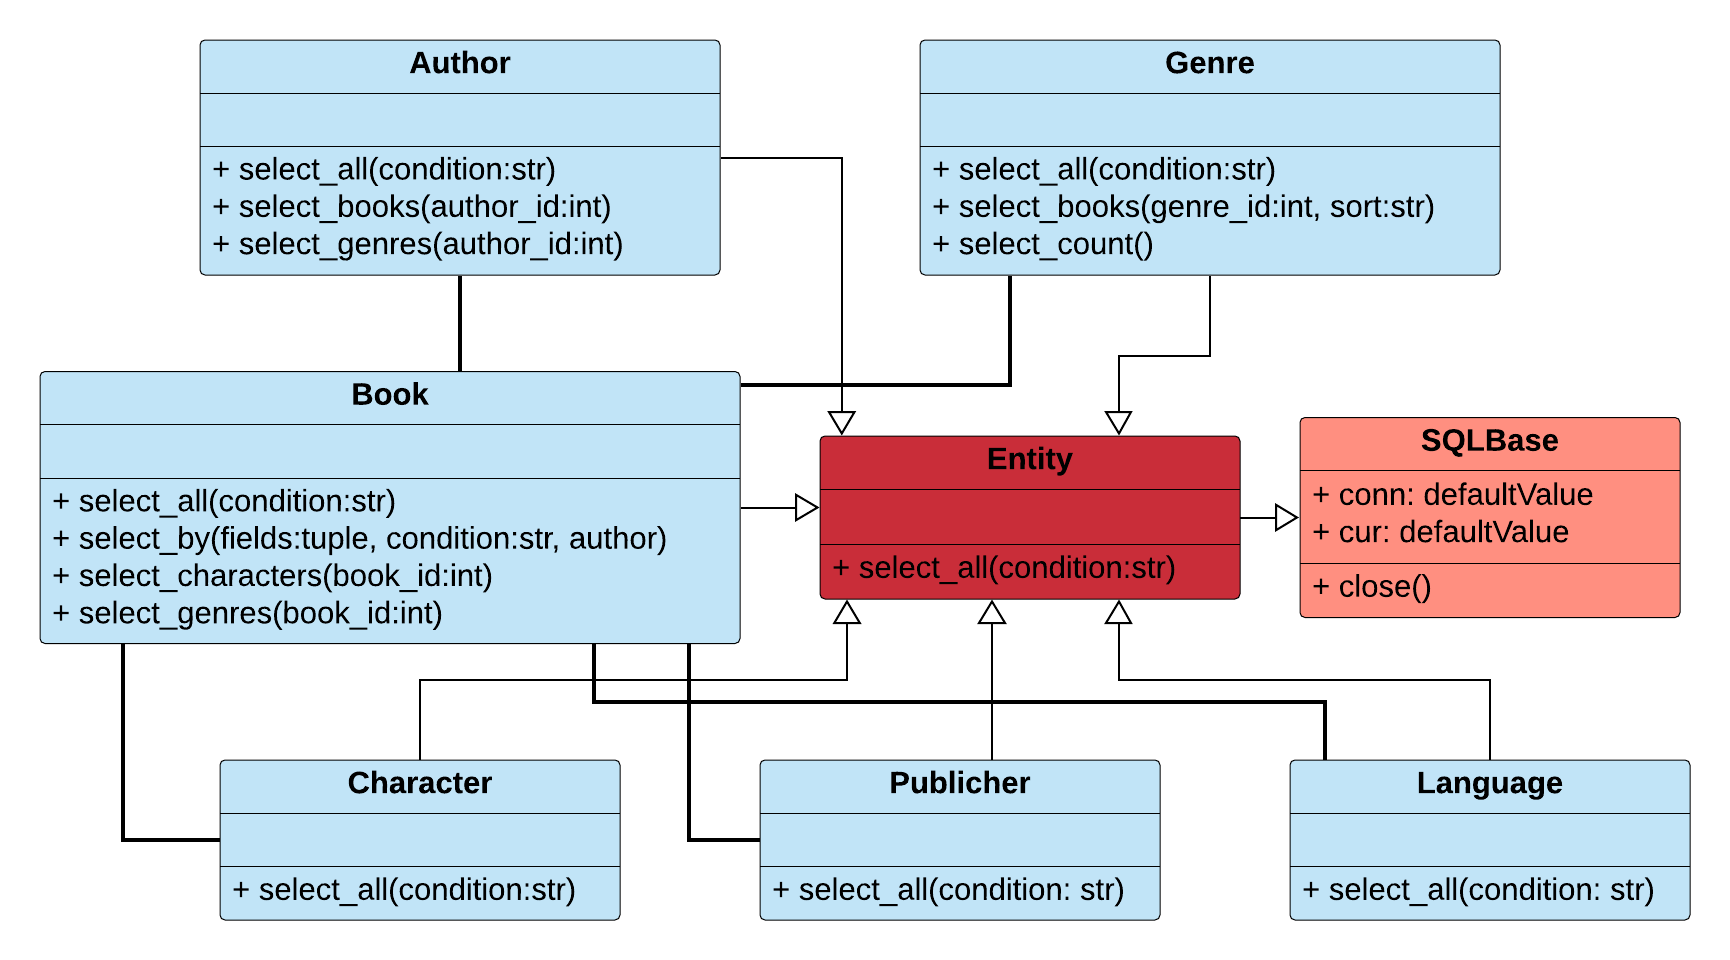 Author
+ select_all(condition:str)
+ select_books(author_id:int)
+ select_genres(author_id:int)
Genre
+ select_all(condition:str)
+ select_books(genre_id:int, sort:str)
+ select_count()
Book
+ select_all(condition:str)
+ select_by(fields:tuple, condition:str, author)
+ select_characters(book_id:int)
+ select_genres(book_id:int)
Entity
+ select_all(condition:str)
SQLBase
+ conn: defaultValue
+ cur: defaultValue
+ close()
Character
+ select_all(condition:str)
Publicher
+ select_all(condition: str)
Language
+ select_all(condition: str)